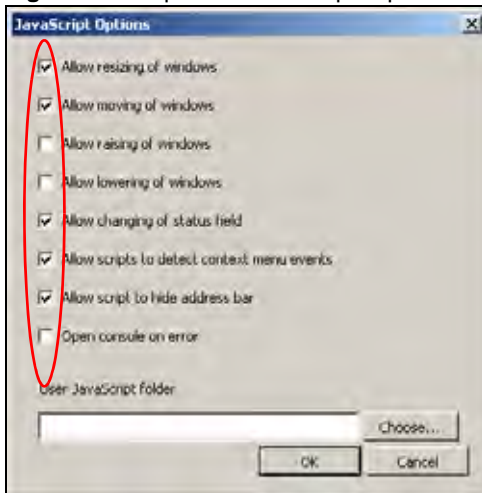 JavaScript Options
Allow resizing of windows
Allow moving of windows
Allow raising of windows
Allow lowering of windows
Allow changing of status field
Allow scripts to detect context menu events
Allow script to hide address bar
Open console on error
User JavaScript folder
Choose...
OK
Cancel